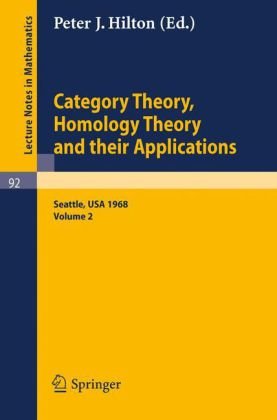 Peter J. Hilton (Ed.)
Lecture Notes in Mathematics
92
Category Theory,
Homology Theory
and their Applications
Seattle, USA 1968
Volume 2
Springer